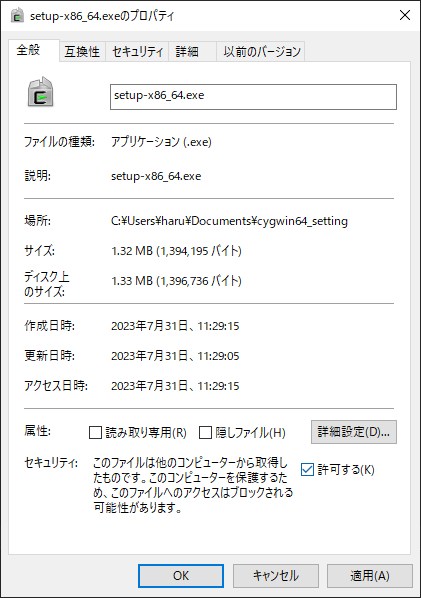 setup-x86_64.exeのプロパティ
全般 互換性 セキュリティ 詳細 以前のバージョン
setup-x86_64.exe
ファイルの種類: アプリケーション (.exe)
説明: setup-x86_64.exe
場所: C:¥Users¥haru¥Documents¥cygwin64_setting
サイズ: 1.32 MB (1,394,195 バイト)
ディスク上
のサイズ: 1.33 MB (1,396,736 バイト)
作成日時: 2023年7月31日、11:29:15
更新日時: 2023年7月31日、11:29:05
アクセス日時: 2023年7月31日、11:29:15
属性: 読み取り専用(R) 隠しファイル(H) 詳細設定(D)...
セキュリティ: このファイルは他のコンピューターから取得し
たものです。このコンピューターを保護するた
め、このファイルへのアクセスはブロックされる
可能性があります。
許可する(K)
OK キャンセル 適用(A)